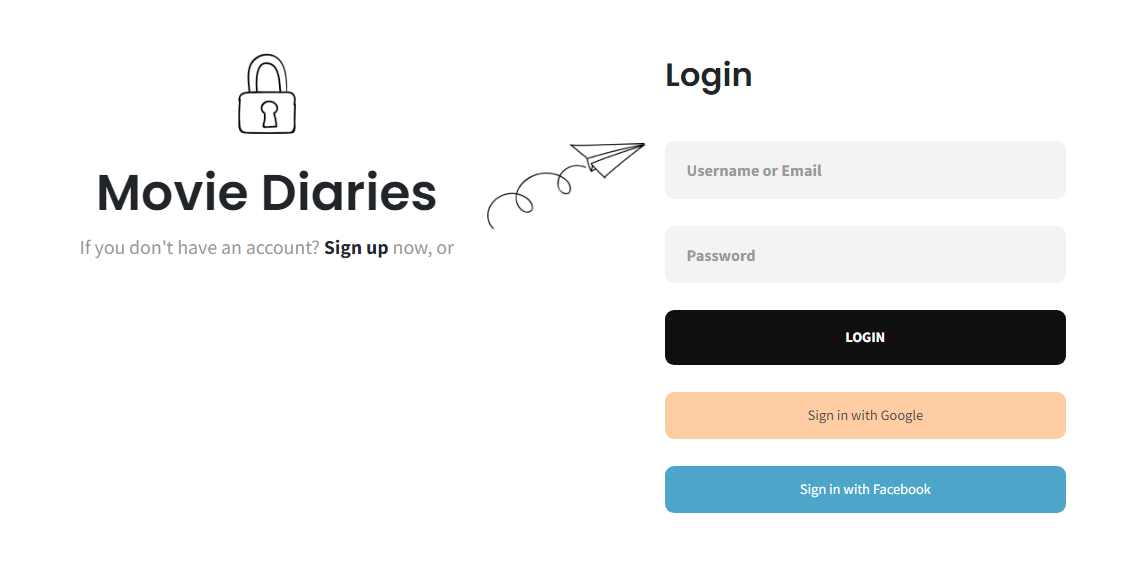 Movie Diaries
If you don't have an account? Sign up now, or
Login
Username or Email
Password
LOGIN
Sign in with Google
Sign in with Facebook